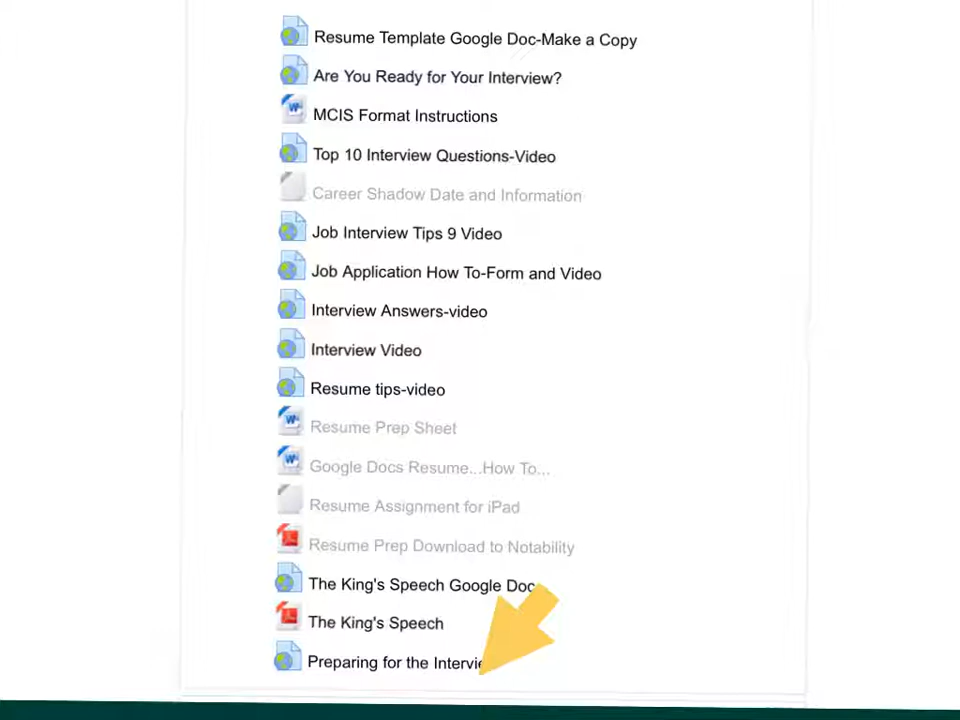 Resume Template Google Doc-Make a Copy
Are You Ready for Your Interview?
MCIS Format Instructions
Top 10 Interview Questions-Video
Career Shadow Date and Information
Job Interview Tips 9 Video
Job Application How To-Form and Video
Interview Answers-video
Interview Video
Resume tips-video
Resume Prep Sheet
Google Docs Resume...How To...
Resume Assignment for iPad
Resume Prep Download to Notability
The King's Speech Google Doc
The King's Speech
Preparing for the